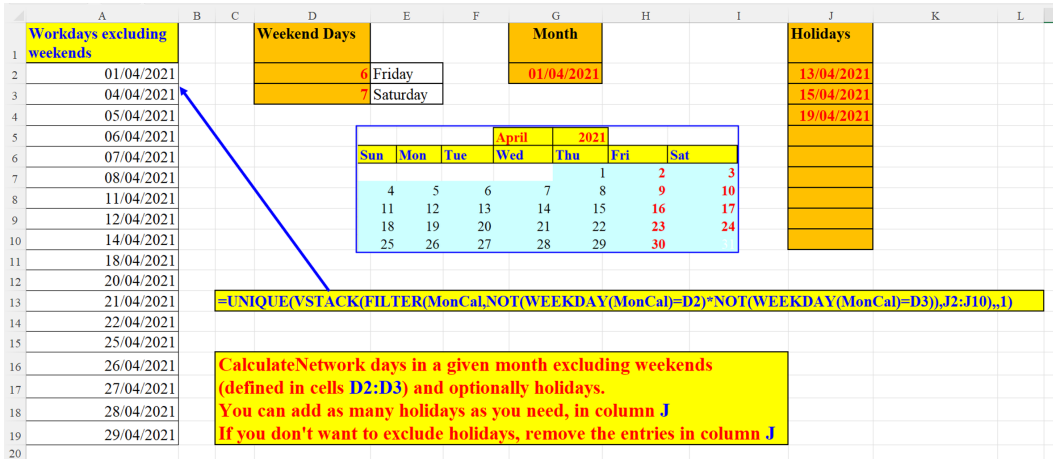 A B C D E F G H I J K L
1 Workdays excluding weekends Weekend Days Month Holidays
2 01/04/2021 6 Friday 01/04/2021 13/04/2021
3 04/04/2021 7 Saturday 15/04/2021
4 05/04/2021 19/04/2021
5 06/04/2021 April 2021
6 07/04/2021 Sun Mon Tue Wed Thu Fri Sat
7 08/04/2021 1 2 3
8 11/04/2021 4 5 6 7 8 9 10
9 12/04/2021 11 12 13 14 15 16 17
10 14/04/2021 18 19 20 21 22 23 24
11 18/04/2021 25 26 27 28 29 30
12 20/04/2021
13 21/04/2021 =UNIQUE(VSTACK(FILTER(MonCal,NOT(WEEKDAY(MonCal)=D2)*NOT(WEEKDAY(MonCal)=D3)),J2:J10),,1)
14 22/04/2021
15 25/04/2021
16 26/04/2021 CalculateNetwork days in a given month excluding weekends
17 27/04/2021 (defined in cells D2:D3) and optionally holidays.
18 28/04/2021 You can add as many holidays as you need, in column J
19 29/04/2021 If you don't want to exclude holidays, remove the entries in column J
20